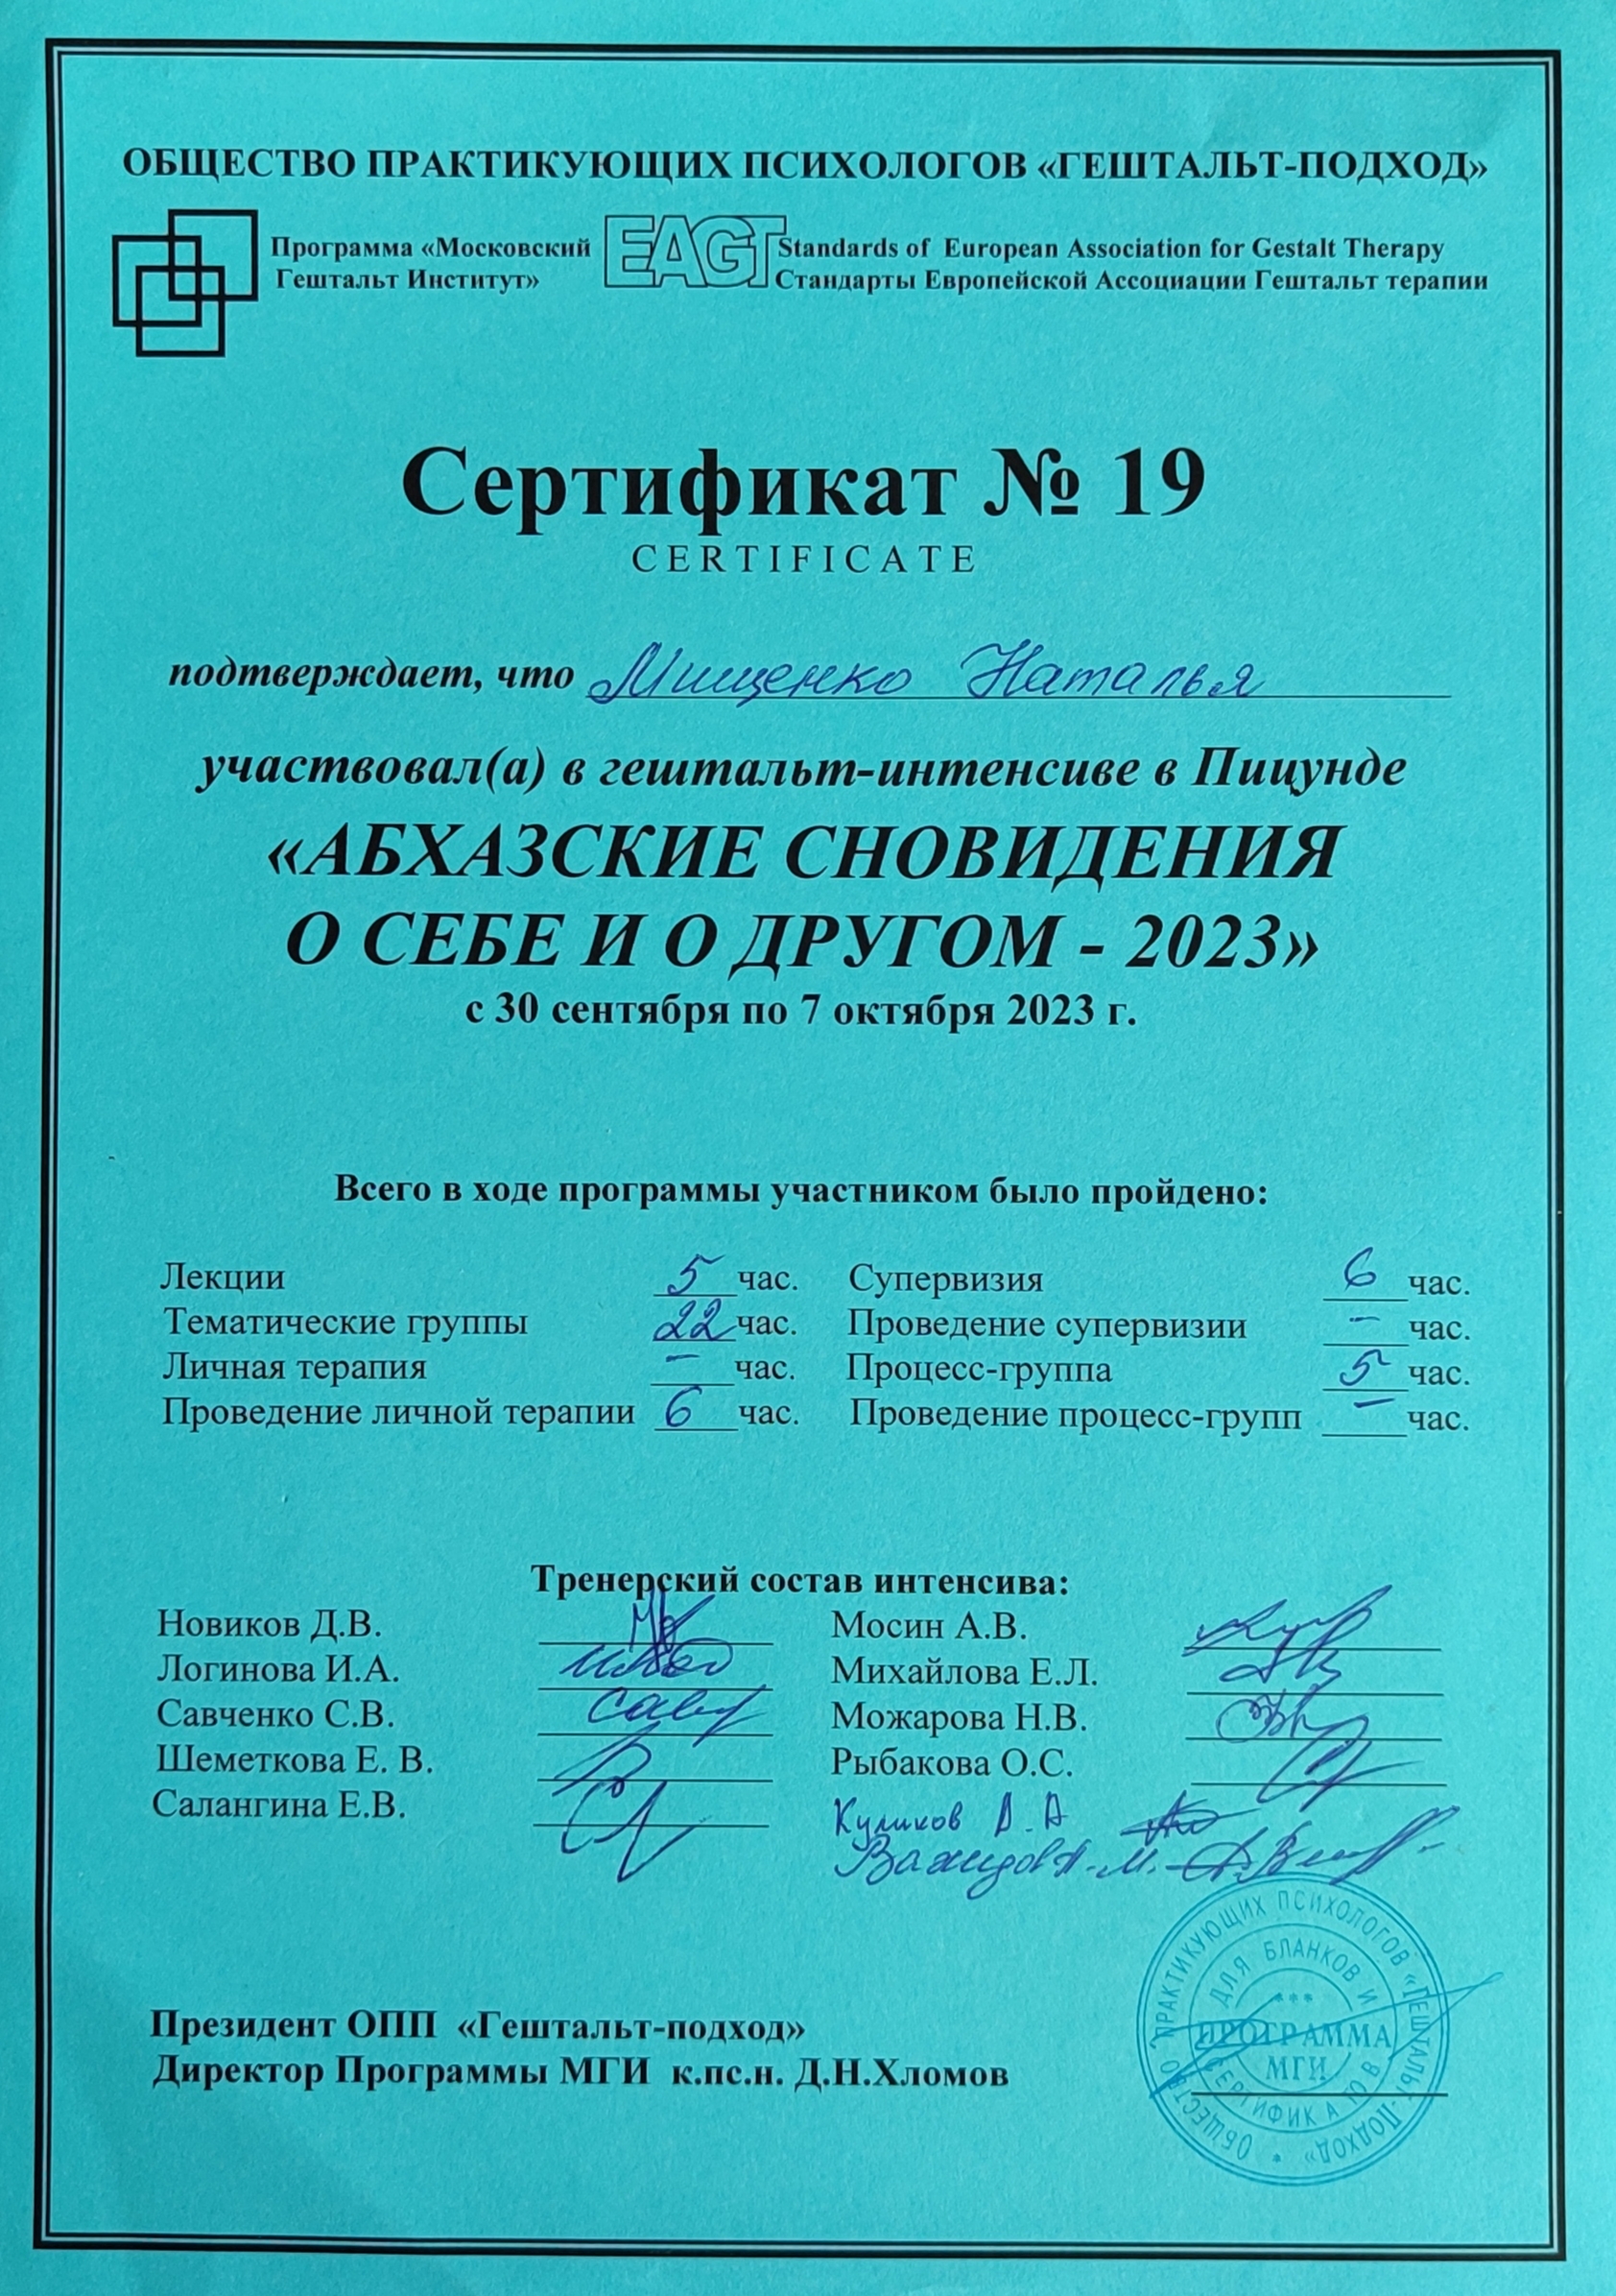 ОБЩЕСТВО ПРАКТИКУЮЩИХ ПСИХОЛОГОВ «ГЕШТАЛЬТ-ПОДХОД»
Программа «Московский Гештальт Институт»
EAGT
Standards of European Association for Gestalt Therapy
Стандарты Европейской Ассоциации Гештальт терапии
Сертификат № 19
CERTIFICATE
подтверждает, что Мищенко Наталья
участвовал(а) в гештальт-интенсиве в Пицунде
«АБХАЗСКИЕ СНОВИДЕНИЯ
О СЕБЕ И О ДРУГОМ - 2023»
с 30 сентября по 7 октября 2023 г.
Всего в ходе программы участником было пройдено:
Лекции 5 час. Супервизия 6 час.
Тематические группы 22 час. Проведение супервизии – час.
Личная терапия – час. Процесс-группа 5 час.
Проведение личной терапии 6 час. Проведение процесс-групп – час.
Тренерский состав интенсива:
Новиков Д.В. Мосин А.В.
Логинова И.А. Михайлова Е.Л.
Савченко С.В. Можарова Н.В.
Шеметкова Е. В. Рыбакова О.С.
Салангина Е.В. Куликов
Президент ОПП «Гештальт-подход»
Директор Программы МГИ к.пс.н. Д.Н.Хломов
ОБЩЕСТВО ПРАКТИКУЮЩИХ ПСИХОЛОГОВ «ГЕШТАЛЬТ-ПОДХОД»
ДЛЯ БЛАНКОВ И СЕРТИФИКАТОВ
ПРОГРАММА
МГИ